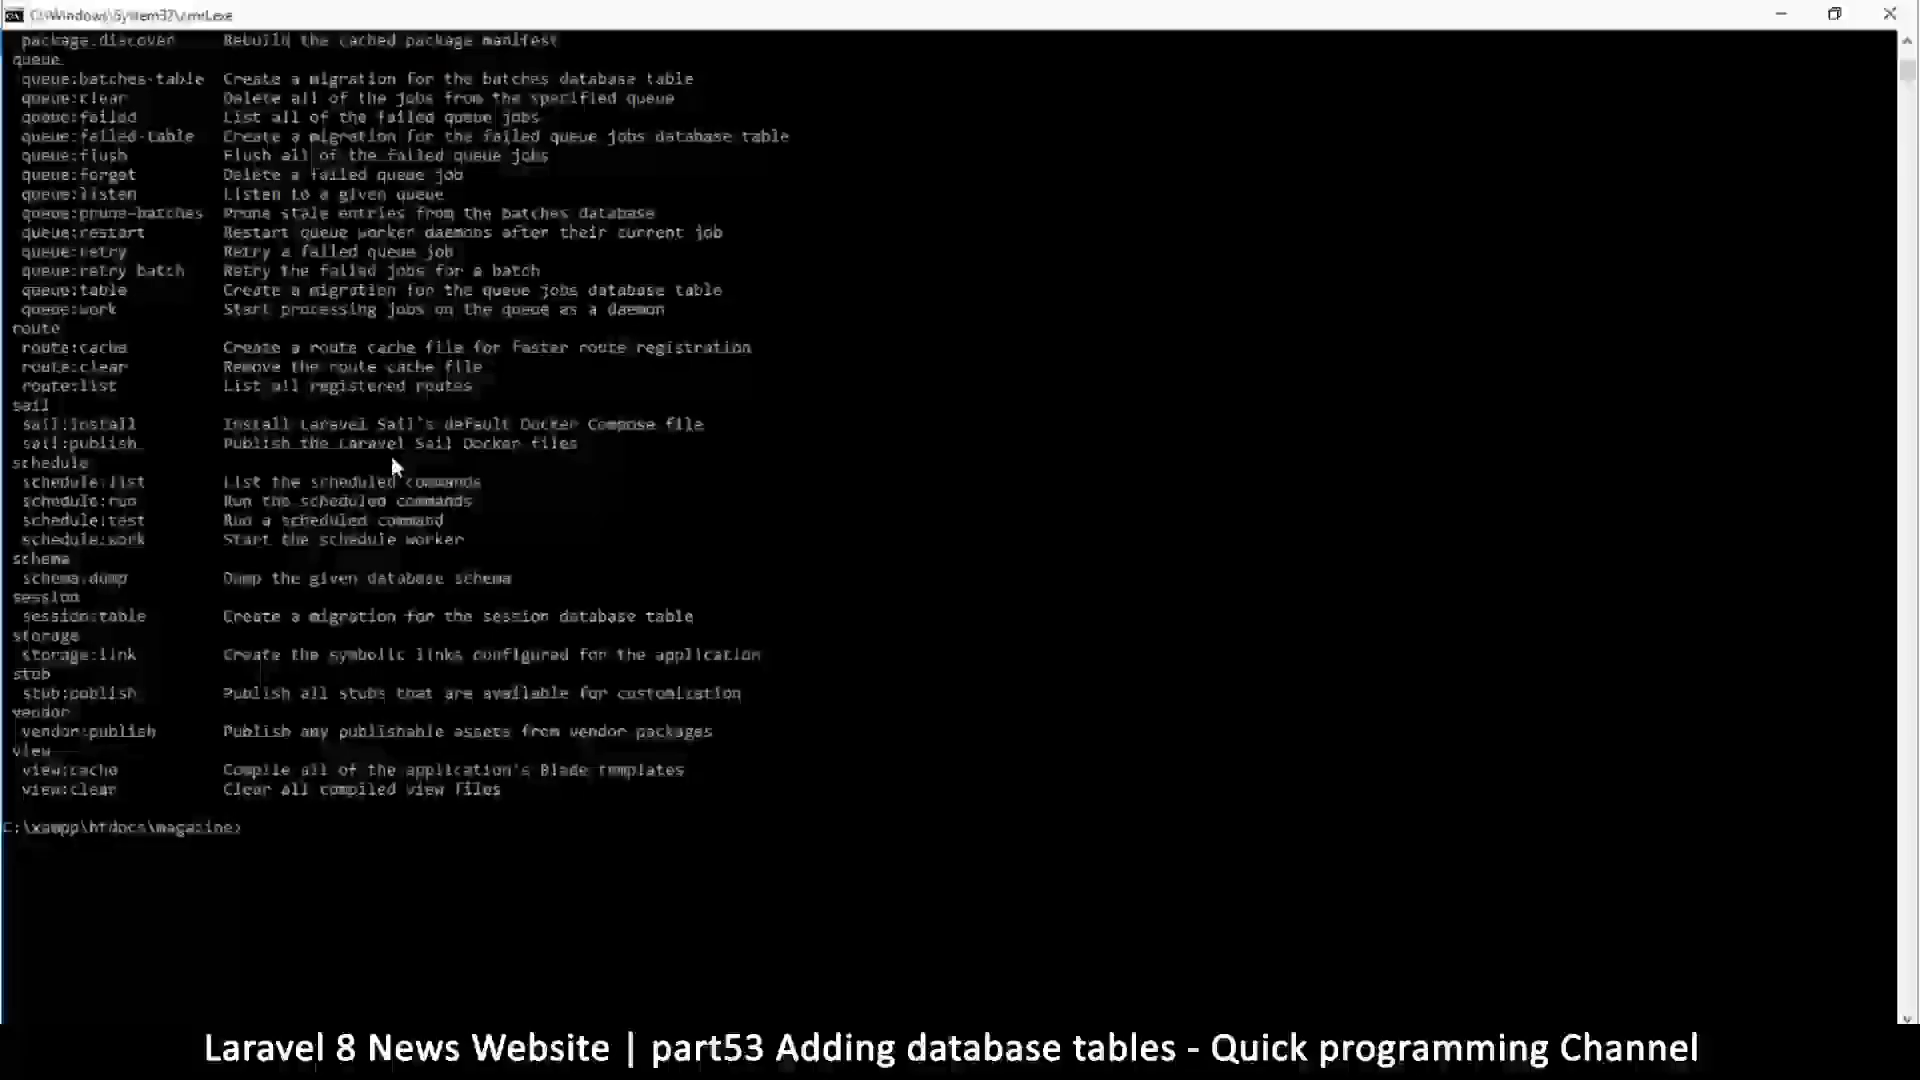 C:\Windows\System32\cmd.exe
package:discover Rebuild the cached package manifest
queue
queue:batches-table Create a migration for the batches database table
queue:clear Delete all of the jobs from the specified queue
queue:failed List all of the failed queue jobs
queue:failed-table Create a migration for the failed queue jobs database table
queue:flush Flush all of the failed queue jobs
queue:forget Delete a failed queue job
queue:listen Listen to a given queue
queue:prune-batches Prune stale entries from the batches database
queue:restart Restart queue worker daemons after their current job
queue:retry Retry a failed queue job
queue:retry-batch Retry the failed jobs for a batch
queue:table Create a migration for the queue jobs database table
queue:work Start processing jobs on the queue as a daemon
route
route:cache Create a route cache file for faster route registration
route:clear Remove the route cache file
route:list List all registered routes
sail
sail:install Install Laravel Sail's default Docker Compose file
sail:publish Publish the Laravel Sail Docker files
schedule
schedule:list List the scheduled commands
schedule:run Run the scheduled commands
schedule:test Run a scheduled command
schedule:work Start the schedule worker
schema
schema:dump Dump the given database schema
session
session:table Create a migration for the session database table
storage
storage:link Create the symbolic links configured for the application
stub
stub:publish Publish all stubs that are available for customization
vendor
vendor:publish Publish any publishable assets from vendor packages
view
view:cache Compile all of the application's Blade templates
view:clear Clear all compiled view files
C:\xampp\htdocs\magazine>
Laravel 8 News Website | part53 Adding database tables - Quick programming Channel